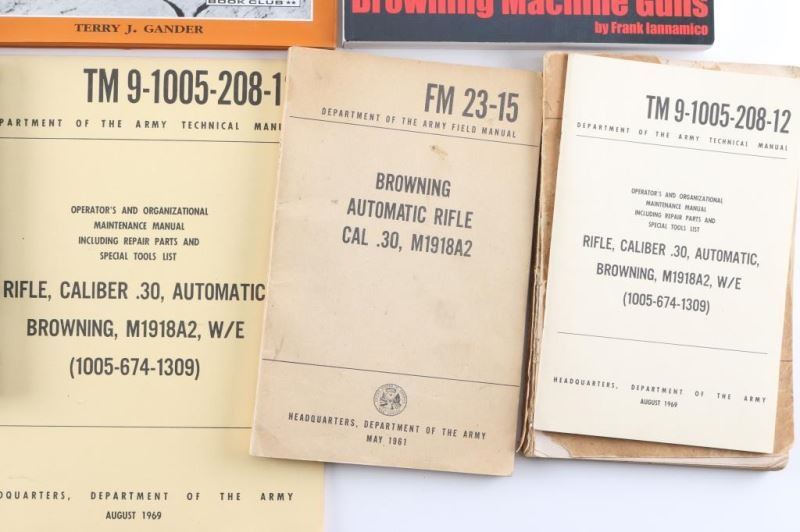 BOOK CLUB
TERRY J. GANDER
Browning Machine Guns
by Frank Iannamico
TM 9-1005-208-1
PARTMENT OF THE ARMY TECHNICAL MANU
OPERATOR'S AND ORGANIZATIONAL
MAINTENANCE MANUAL
INCLUDING REPAIR PARTS AND
SPECIAL TOOLS LIST
RIFLE, CALIBER .30, AUTOMATIC
BROWNING, M1918A2, W/E
(1005-674-1309)
DQUARTERS, DEPARTMENT OF THE ARMY
AUGUST 1969
FM 23-15
DEPARTMENT OF THE ARMY FIELD MANUAL
BROWNING
AUTOMATIC RIFLE
CAL .30, M1918A2
HEADQUARTERS, DEPARTMENT OF THE ARMY
MAY 1961
TM 9-1005-208-12
DEPARTMENT OF THE ARMY TECHNICAL MANUAL
OPERATOR'S AND ORGANIZATIONAL
MAINTENANCE MANUAL
INCLUDING REPAIR PARTS AND
SPECIAL TOOLS LIST
RIFLE, CALIBER .30, AUTOMATIC,
BROWNING, M1918A2, W/E
(1005-674-1309)
HEADQUARTERS, DEPARTMENT OF THE ARMY
AUGUST 1969